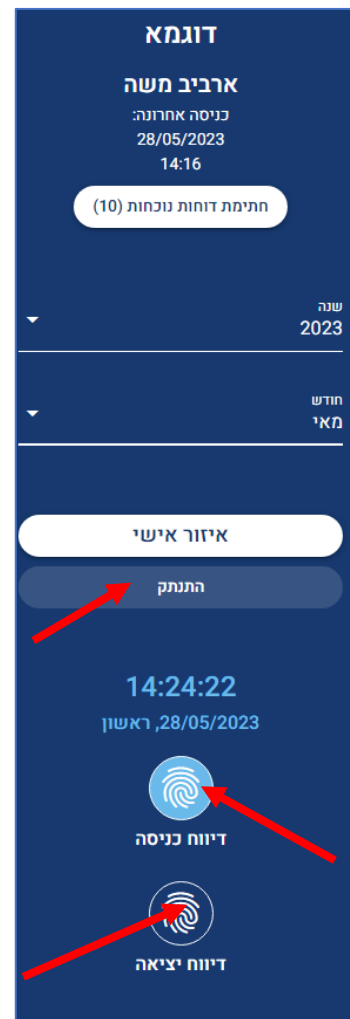 דוגמא
ארביב משה
כניסה אחרונה:
28/05/2023
14:16
חתימת דוחות נוכחות (10)
שנה
2023
חודש
מאי
איזור אישי
התנתק
14:24:22
28/05/2023, ראשון
דיווח כניסה
דיווח יציאה